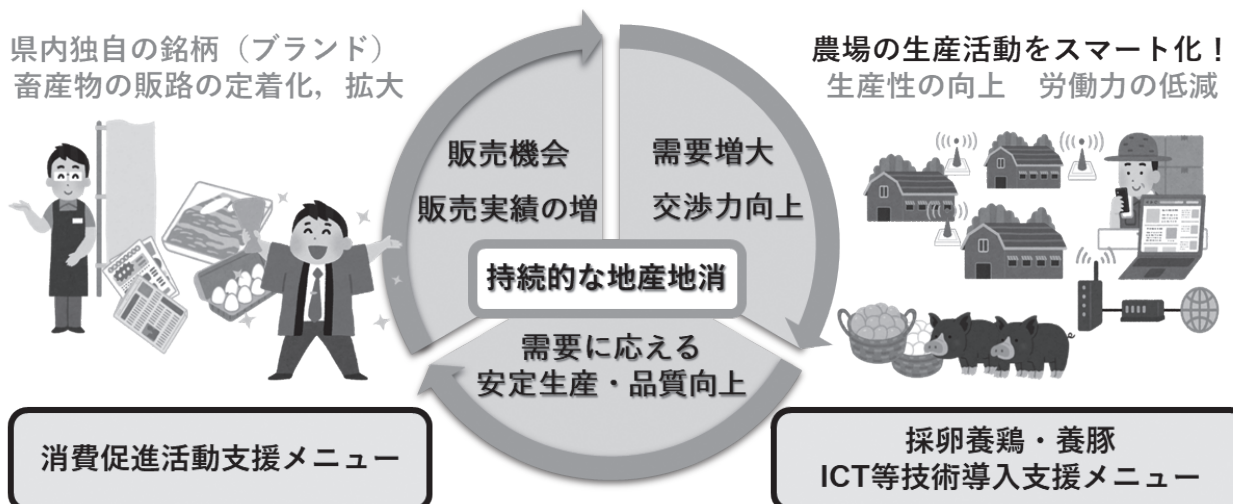 県内独自の銘柄（ブランド）
畜産物の販路の定着化，拡大
農場の生産活動をスマート化！
生産性の向上　労働力の低減
販売機会
販売実績の増
需要増大
交渉力向上
持続的な地産地消
需要に応える
安定生産・品質向上
消費促進活動支援メニュー
採卵養鶏・養豚
ICT等技術導入支援メニュー